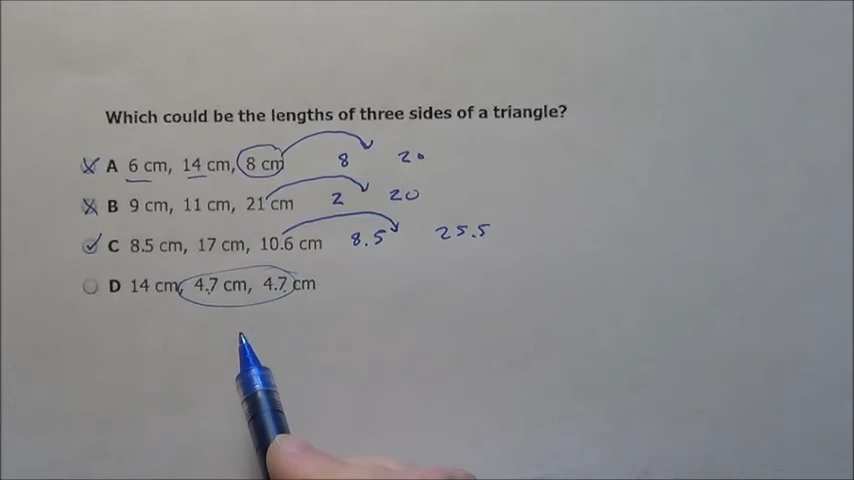 Which could be the lengths of three sides of a triangle?
A 6 cm, 14 cm, 8 cm 8 20
B 9 cm, 11 cm, 21 cm 2 20
C 8.5 cm, 17 cm, 10.6 cm 8.5 25.5
D 14 cm, 4.7 cm, 4.7 cm